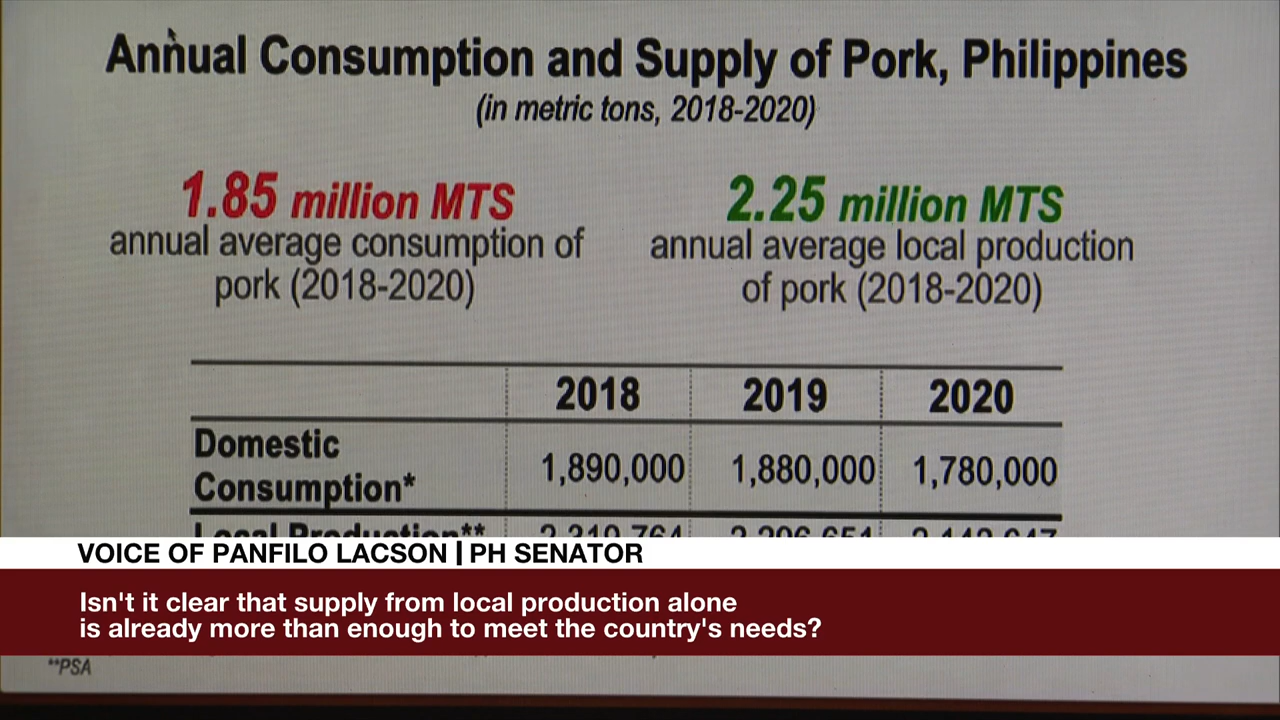 Annual Consumption and Supply of Pork, Philippines
(in metric tons, 2018-2020)
1.85 million MTS
annual average consumption of
pork (2018-2020)
2.25 million MTS
annual average local production
of pork (2018-2020)
2018 2019 2020
Domestic
Consumption* 1,890,000 1,880,000 1,780,000
Local Production**
VOICE OF PANFILO LACSON | PH SENATOR
Isn't it clear that supply from local production alone
is already more than enough to meet the country's needs?
**PSA